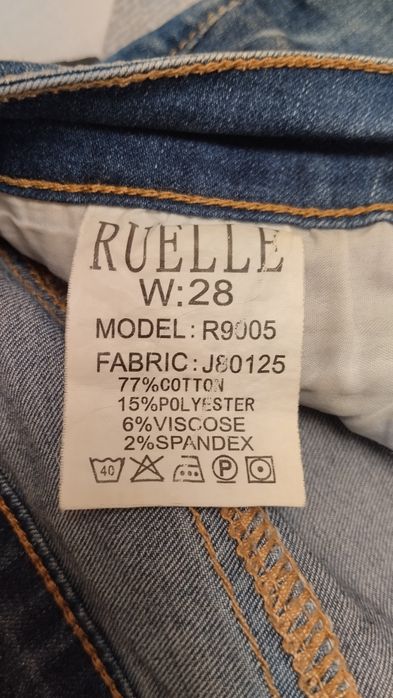 RUELLE
W:28
MODEL: R9005
FABRIC: J80125
77%COTTON
15%POLYESTER
6%VISCOSE
2%SPANDEX
40 P